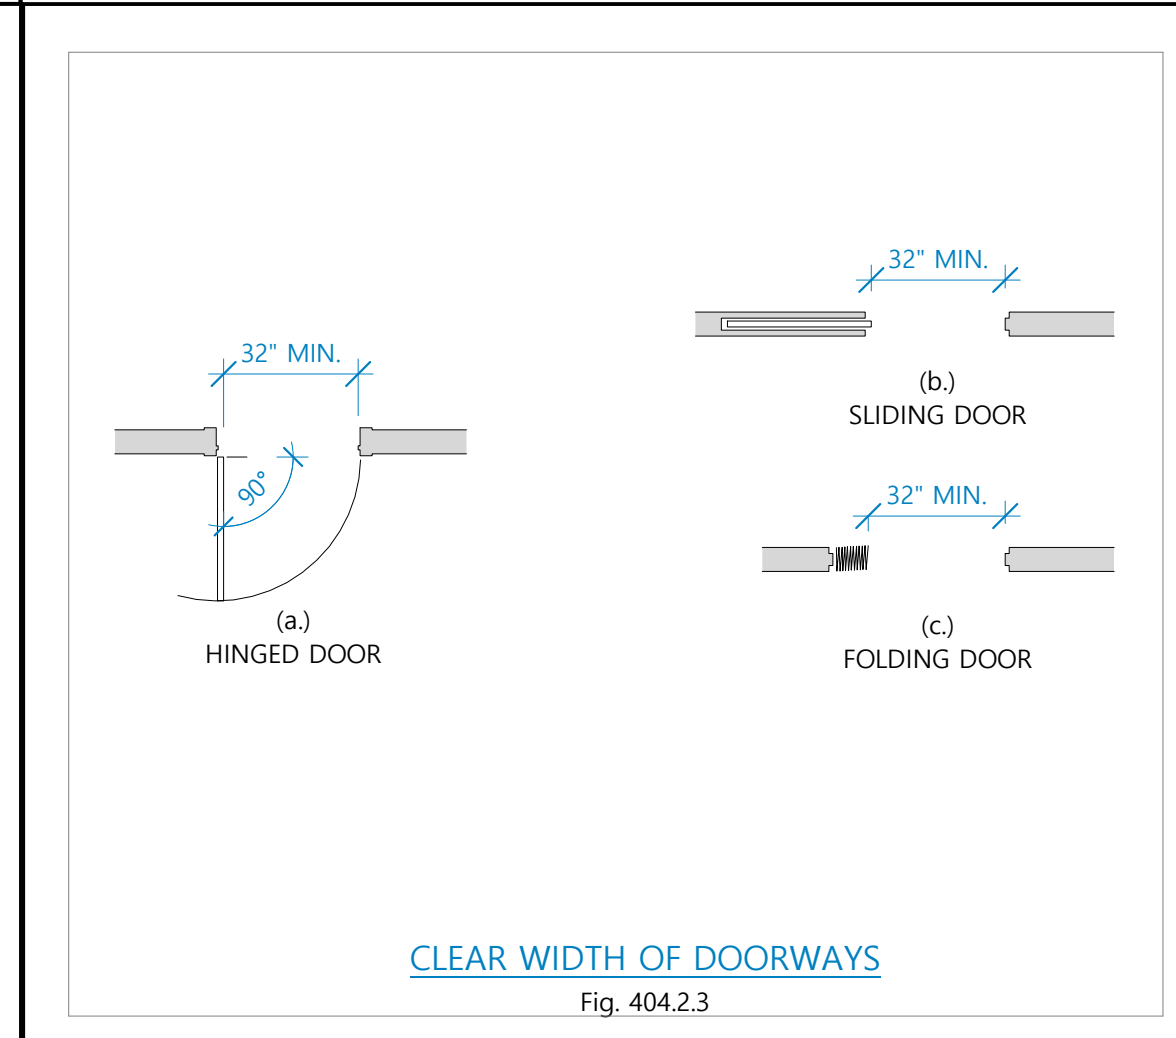 32" MIN.
90°
(a.)
HINGED DOOR
32" MIN.
(b.)
SLIDING DOOR
32" MIN.
(c.)
FOLDING DOOR
CLEAR WIDTH OF DOORWAYS
Fig. 404.2.3